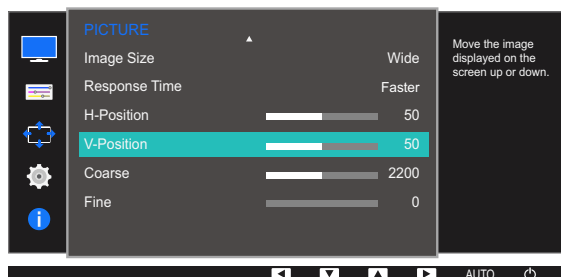 PICTURE
Image Size Wide
Response Time Faster
H-Position 50
V-Position 50
Coarse 2200
Fine 0
Move the image
displayed on the
screen up or down.
AUTO